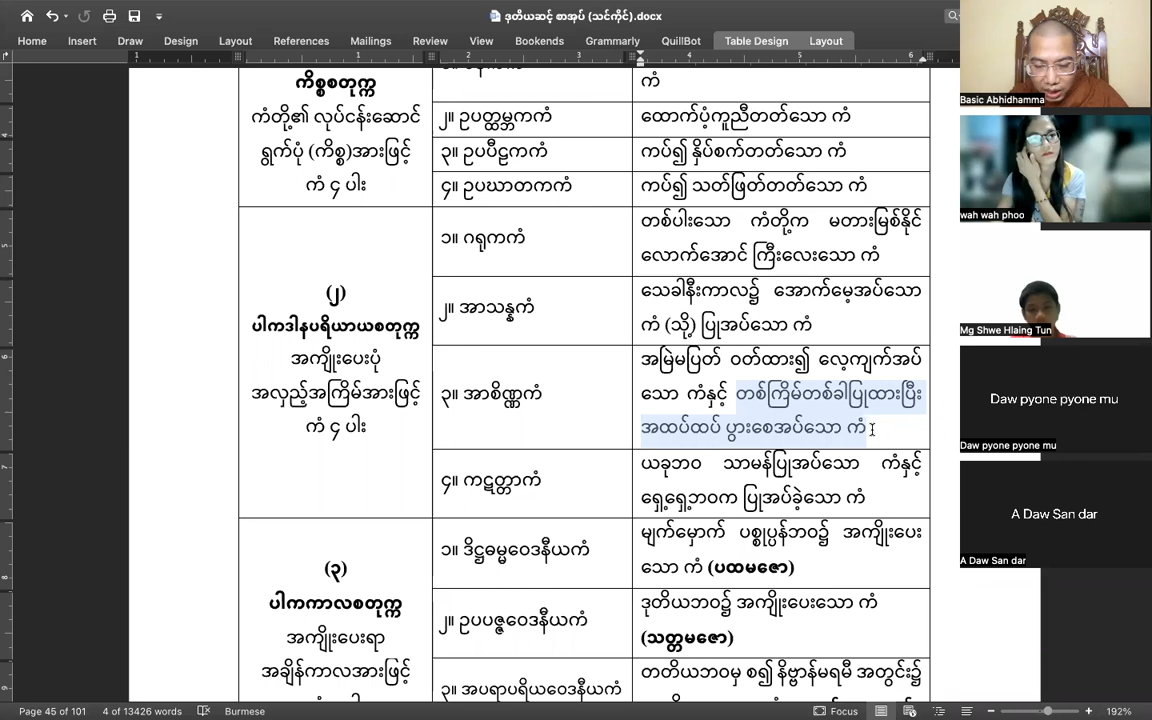 ဒုတိယဆင့် စာအုပ် (သင်ကိုင်).docx
Home Insert Draw Design Layout References Mailings Review View Bookends Grammarly QuillBot Table Design Layout
ကိစ္စစတုက္က
ကံတို့၏ လုပ်ငန်းဆောင်
ရွက်ပုံ (ကိစ္စ)အားဖြင့်
ကံ ၄ ပါး
ကံ
၂။ ဥပတ္ထမ္ဘကကံ
ထောက်ပံ့ကူညီတတ်သော ကံ
၃။ ဥပပီဠကကံ
ကပ်၍ နှိပ်စက်တတ်သော ကံ
၄။ ဥပဃာတကကံ
ကပ်၍ သတ်ဖြတ်တတ်သော ကံ
(၂)
ပါကဒါနပရိယာယစတုက္က
အကျိုးပေးပုံ
အလှည့်အကြိမ်အားဖြင့်
ကံ ၄ ပါး
၁။ ဂရုကကံ
တစ်ပါးသော ကံတို့က မတားမြစ်နိုင်
လောက်အောင် ကြီးလေးသော ကံ
၂။ အာသန္နကံ
သေခါနီးကာလ၌ အောက်မေ့အပ်သော
ကံ (သို့) ပြုအပ်သော ကံ
၃။ အာစိဏ္ဏကံ
အမြဲမပြတ် ဝတ်ထား၍ လေ့ကျက်အပ်
သော ကံနှင့် တစ်ကြိမ်တစ်ခါပြုထားပြီး
အထပ်ထပ် ပွားစေအပ်သော ကံ
၄။ ကဋတ္တာကံ
ယခုဘဝ သာမန်ပြုအပ်သော ကံနှင့်
ရှေ့ရှေ့ဘဝက ပြုအပ်ခဲ့သော ကံ
(၃)
ပါကကာလစတုက္က
အကျိုးပေးရာ
အချိန်ကာလအားဖြင့်
၁။ ဒိဋ္ဌဓမ္မဝေဒနီယကံ
မျက်မှောက် ပစ္စုပ္ပန်ဘဝ၌ အကျိုးပေး
သော ကံ (ပထမဇော)
၂။ ဥပပဇ္ဇဝေဒနီယကံ
ဒုတိယဘဝ၌ အကျိုးပေးသော ကံ
(သတ္တမဇော)
၃။ အပရာပရိယဝေဒနီယကံ
တတိယဘဝမှ စ၍ နိဗ္ဗာန်မရမီ အတွင်း၌
Basic Abhidhamma
wah wah phoo
Mg Shwe Hlaing Tun
Daw pyone pyone mu
Daw pyone pyone mu
A Daw San dar
A Daw San dar
Page 45 of 101 4 of 13426 words Burmese Focus 192%